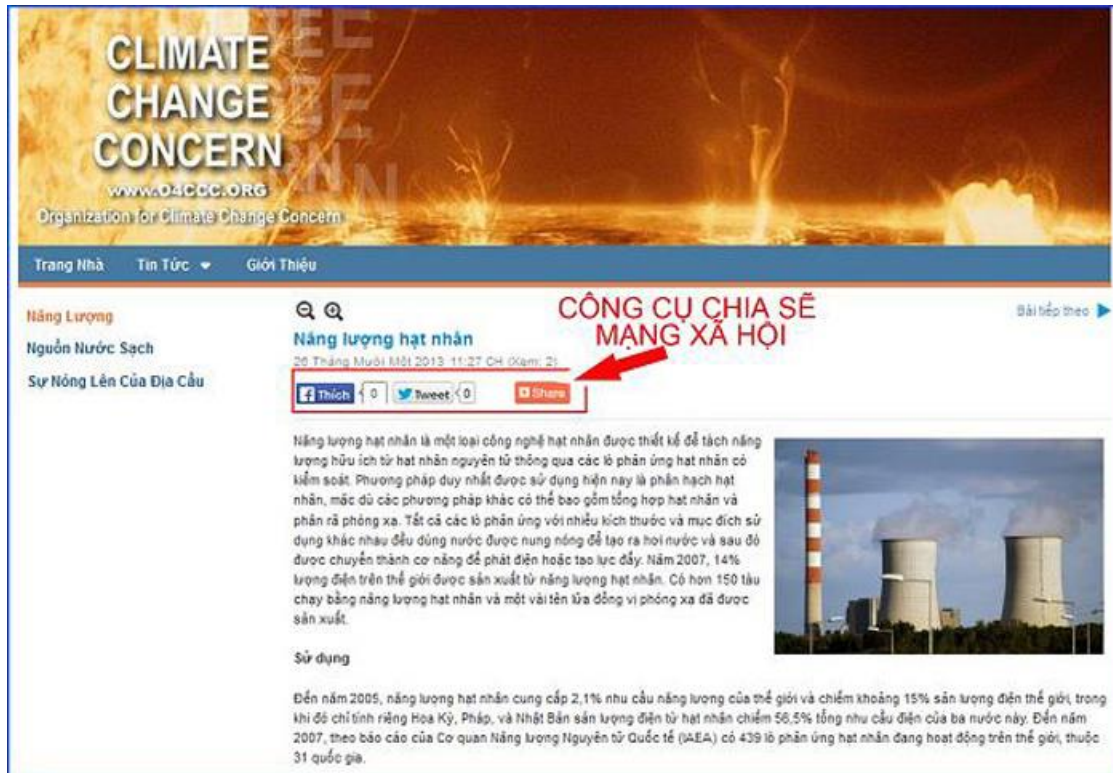 CLIMATE
CHANGE
CONCERN
WWW.O4CCC.ORG
Organization for Climate Change Concern
Trang Nhà Tin Tức Giới Thiệu
Năng Lượng
Nguồn Nước Sạch
Sự Nóng Lên Của Địa Cầu
CÔNG CỤ CHIA SẼ
MẠNG XÃ HỘI
Bài tiếp theo
Năng lượng hạt nhân
26 Tháng Mười Một 2013 11:27 CH (Xem: 2)
Thích 0 Tweet 0 Share
Năng lượng hạt nhân là một loại công nghệ hạt nhân được thiết kế để tách năng
lượng hữu ích từ hạt nhân nguyên tử thông qua các lò phản ứng hạt nhân có
kiểm soát. Phương pháp duy nhất được sử dụng hiện nay là phân hạch hạt
nhân, mặc dù các phương pháp khác có thể bao gồm tổng hợp hạt nhân và
phân rã phóng xạ. Tất cả các lò phản ứng với nhiều kích thước và mục đích sử
dụng khác nhau đều dùng nước được nung nóng để tạo ra hơi nước và sau đó
được chuyển thành cơ năng để phát điện hoặc tạo lực đẩy. Năm 2007, 14%
lượng điện trên thế giới được sản xuất từ năng lượng hạt nhân. Có hơn 150 tàu
chạy bằng năng lượng hạt nhân và một vài tên lửa đồng vị phóng xạ đã được
sản xuất.
Sử dụng
Đến năm 2005, năng lượng hạt nhân cung cấp 2,1% nhu cầu năng lượng của thế giới và chiếm khoảng 15% sản lượng điện thế giới, trong
khi đó chỉ tính riêng Hoa Kỳ, Pháp, và Nhật Bản sản lượng điện từ hạt nhân chiếm 56,5% tổng nhu cầu điện của ba nước này. Đến năm
2007, theo báo cáo của Cơ quan Năng lượng Nguyên tử Quốc tế (IAEA) có 439 lò phản ứng hạt nhân đang hoạt động trên thế giới, thuộc
31 quốc gia.